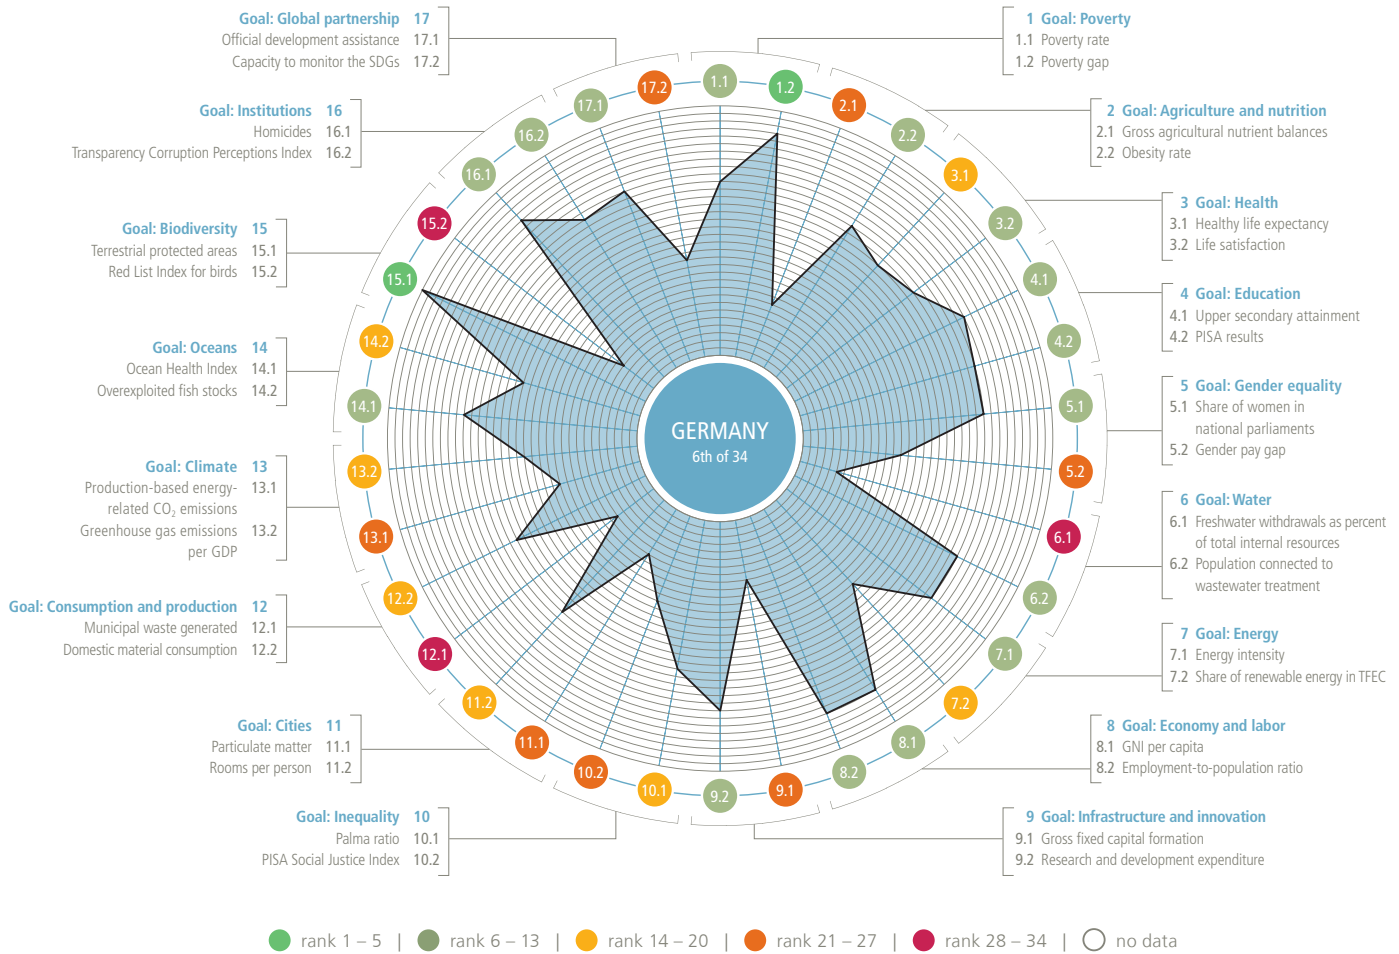 Goal: Global partnership 17
Official development assistance 17.1
Capacity to monitor the SDGs 17.2
1 Goal: Poverty
1.1 Poverty rate
1.2 Poverty gap
Goal: Institutions 16
Homicides 16.1
Transparency Corruption Perceptions Index 16.2
2 Goal: Agriculture and nutrition
2.1 Gross agricultural nutrient balances
2.2 Obesity rate
Goal: Biodiversity 15
Terrestrial protected areas 15.1
Red List Index for birds 15.2
3 Goal: Health
3.1 Healthy life expectancy
3.2 Life satisfaction
Goal: Oceans 14
Ocean Health Index 14.1
Overexploited fish stocks 14.2
4 Goal: Education
4.1 Upper secondary attainment
4.2 PISA results
5 Goal: Gender equality
5.1 Share of women in
national parliaments
5.2 Gender pay gap
Goal: Climate 13
Production-based energy- 13.1
related CO₂ emissions
Greenhouse gas emissions 13.2
per GDP
6 Goal: Water
6.1 Freshwater withdrawals as percent
of total internal resources
6.2 Population connected to
wastewater treatment
Goal: Consumption and production 12
Municipal waste generated 12.1
Domestic material consumption 12.2
7 Goal: Energy
7.1 Energy intensity
7.2 Share of renewable energy in TFEC
Goal: Cities 11
Particulate matter 11.1
Rooms per person 11.2
8 Goal: Economy and labor
8.1 GNI per capita
8.2 Employment-to-population ratio
Goal: Inequality 10
Palma ratio 10.1
PISA Social Justice Index 10.2
9 Goal: Infrastructure and innovation
9.1 Gross fixed capital formation
9.2 Research and development expenditure
1.1
1.2
2.1
2.2
3.1
3.2
4.1
4.2
5.1
5.2
6.1
6.2
7.1
7.2
8.1
8.2
9.1
9.2
10.1
10.2
11.1
11.2
12.1
12.2
13.1
13.2
14.1
14.2
15.1
15.2
16.1
16.2
17.1
17.2
GERMANY
6th of 34
rank 1 – 5 | rank 6 – 13 | rank 14 – 20 | rank 21 – 27 | rank 28 – 34 | no data